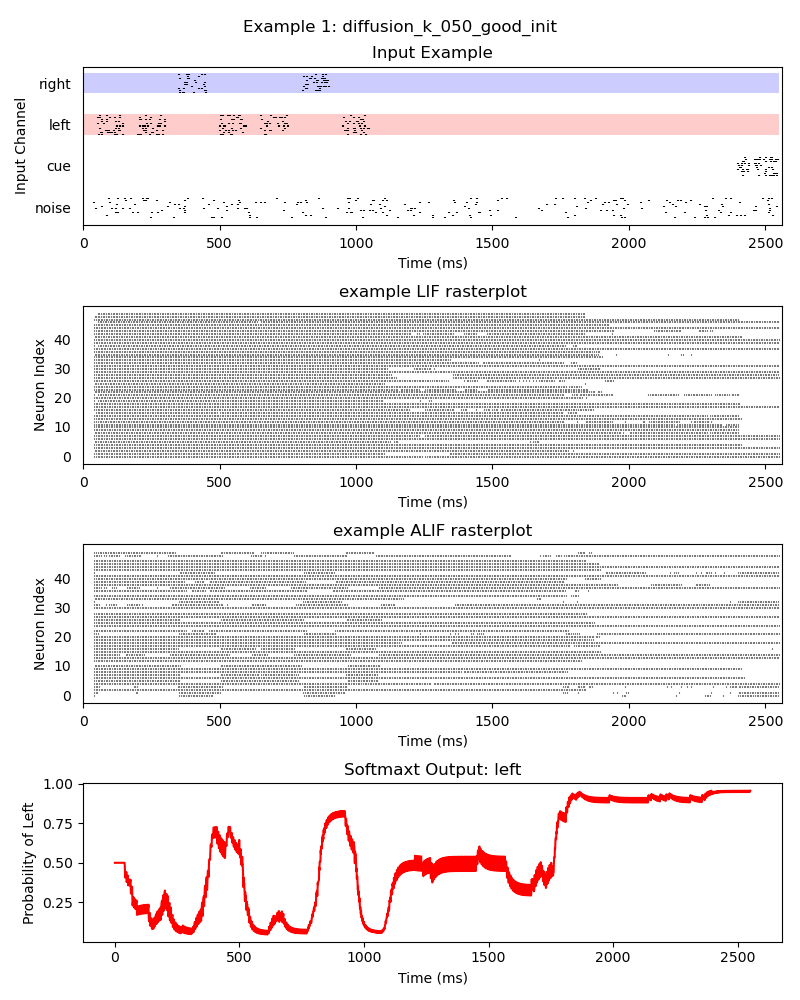 Example 1: diffusion_k_050_good_init
Input Example
right
left
cue
noise
Input Channel
0 500 1000 1500 2000 2500
Time (ms)
example LIF rasterplot
40
30
20
10
0
Neuron Index
0 500 1000 1500 2000 2500
Time (ms)
example ALIF rasterplot
40
30
20
10
0
Neuron Index
0 500 1000 1500 2000 2500
Time (ms)
Softmaxt Output: left
1.00
0.75
0.50
0.25
Probability of Left
0 500 1000 1500 2000 2500
Time (ms)